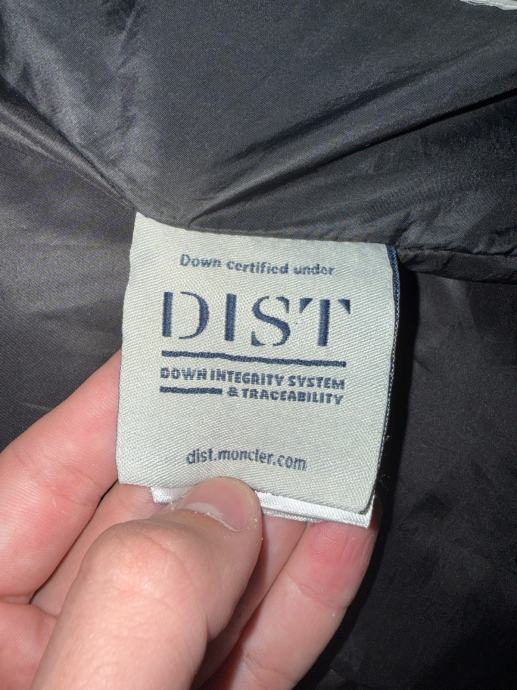 Down certified under
DIST
DOWN INTEGRITY SYSTEM
& TRACEABILITY
dist.moncler.com